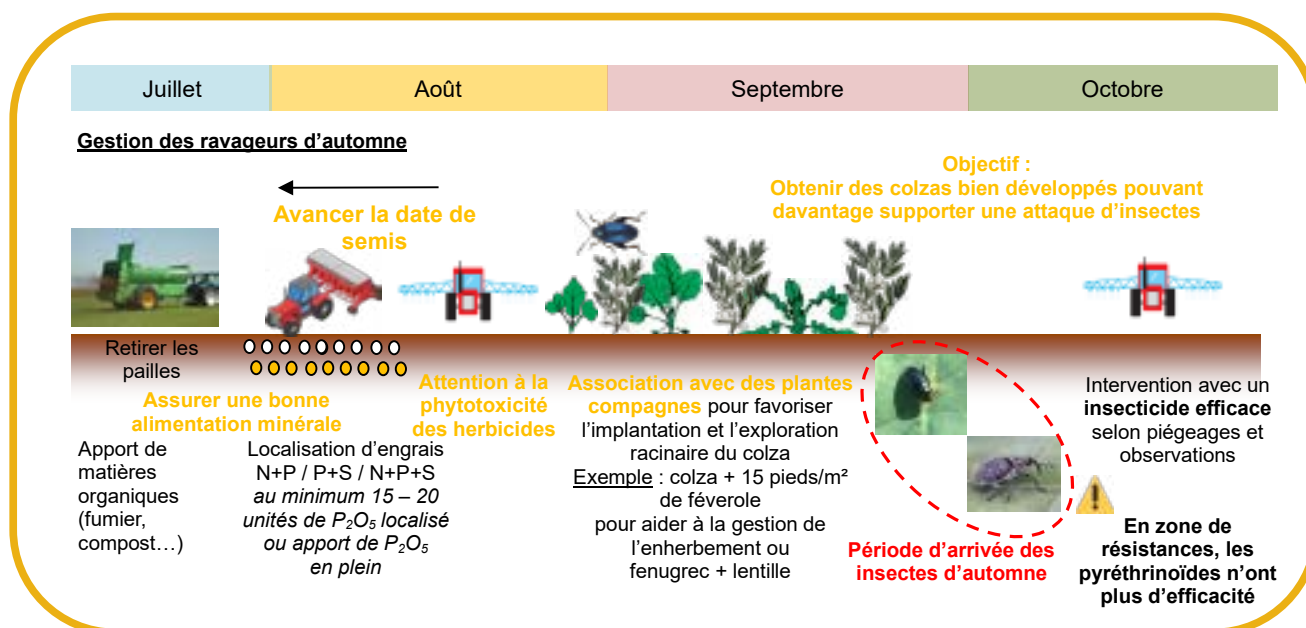 Juillet
Août
Septembre
Octobre
Gestion des ravageurs d'automne
Avancer la date de
semis
Objectif :
Obtenir des colzas bien développés pouvant
davantage supporter une attaque d'insectes
Retirer les
pailles
Assurer une bonne
alimentation minérale
Apport de
matières
organiques
(fumier,
compost…)
Localisation d'engrais
N+P / P+S / N+P+S
au minimum 15 – 20
unités de P₂O₅ localisé
ou apport de P₂O₅
en plein
Attention à la
phytotoxicité
des herbicides
Association avec des plantes
compagnes pour favoriser
l'implantation et l'exploration
racinaire du colza
Exemple : colza + 15 pieds/m²
de féverole
pour aider à la gestion de
l'enherbement ou
fenugrec + lentille
Période d'arrivée des
insectes d'automne
Intervention avec un
insecticide efficace
selon piégeages et
observations
En zone de
résistances, les
pyréthrinoïdes n'ont
plus d'efficacité